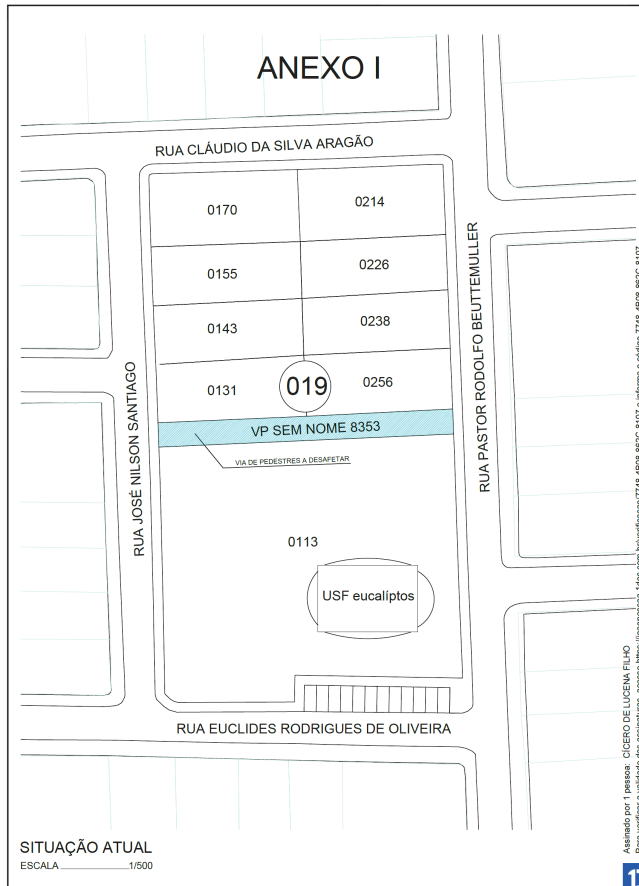 ANEXO I
RUA CLÁUDIO DA SILVA ARAGÃO
0170
0214
0155
0226
0143
0238
0131
019
0256
VP SEM NOME 8353
VIA DE PEDESTRES A DESAFETAR
RUA JOSÉ NILSON SANTIAGO
RUA PASTOR RODOLFO BEUTTEMULLER
0113
USF eucalíptos
RUA EUCLIDES RODRIGUES DE OLIVEIRA
SITUAÇÃO ATUAL
ESCALA 1/500
Assinado por 1 pessoa: CÍCERO DE LUCENA FILHO